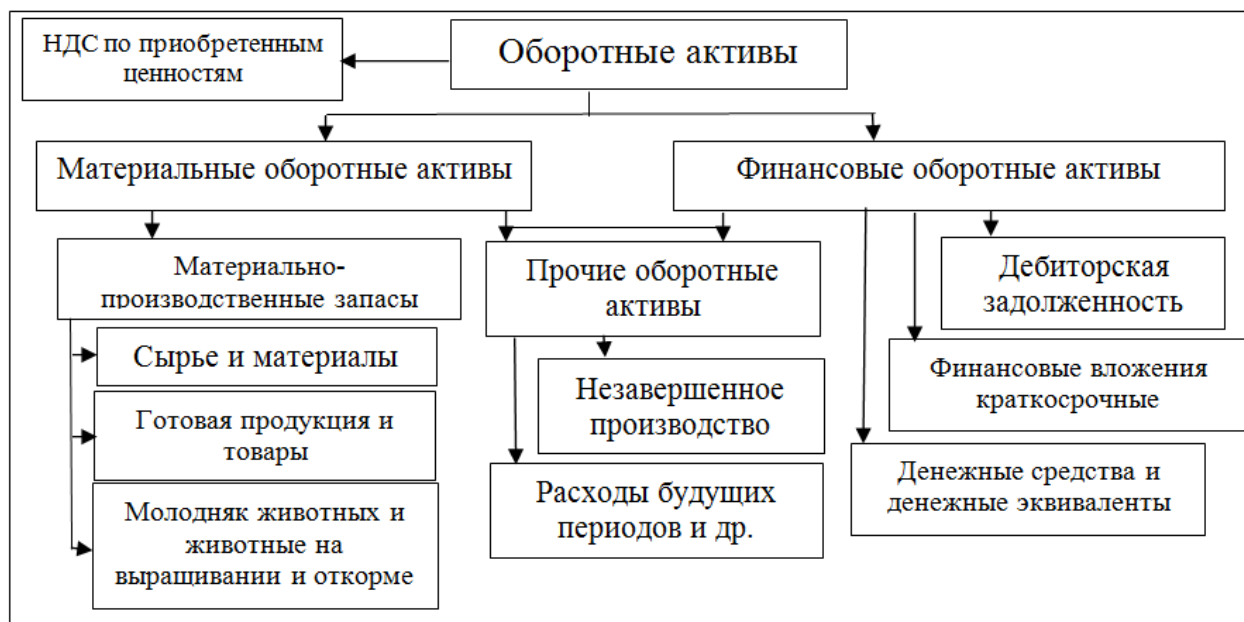 НДС по приобретенным
ценностям
Оборотные активы
Материальные оборотные активы
Финансовые оборотные активы
Материально-
производственные запасы
Прочие оборотные
активы
Дебиторская
задолженность
Сырье и материалы
Незавершенное
производство
Финансовые вложения
краткосрочные
Готовая продукция и
товары
Расходы будущих
периодов и др.
Денежные средства и
денежные эквиваленты
Молодняк животных и
животные на
выращивании и откорме